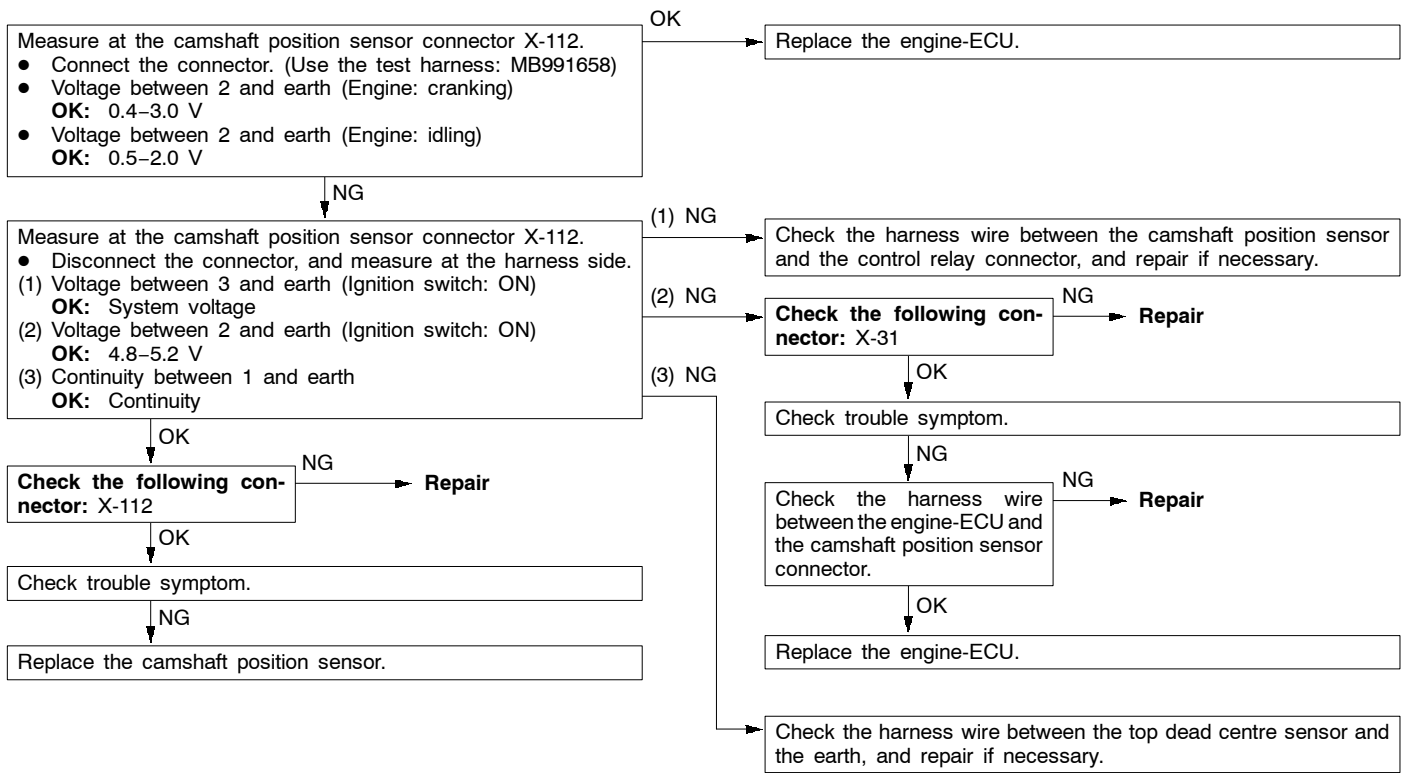 Measure at the camshaft position sensor connector X-112.
● Connect the connector. (Use the test harness: MB991658)
● Voltage between 2 and earth (Engine: cranking)
OK: 0.4–3.0 V
● Voltage between 2 and earth (Engine: idling)
OK: 0.5–2.0 V
OK
Replace the engine-ECU.
NG
Measure at the camshaft position sensor connector X-112.
● Disconnect the connector, and measure at the harness side.
(1) Voltage between 3 and earth (Ignition switch: ON)
OK: System voltage
(2) Voltage between 2 and earth (Ignition switch: ON)
OK: 4.8–5.2 V
(3) Continuity between 1 and earth
OK: Continuity
(1) NG
Check the harness wire between the camshaft position sensor
and the control relay connector, and repair if necessary.
(2) NG
Check the following con-
nector: X-31
NG
Repair
OK
Check trouble symptom.
NG
Check the harness wire
between the engine-ECU and
the camshaft position sensor
connector.
NG
Repair
OK
Replace the engine-ECU.
(3) NG
Check the harness wire between the top dead centre sensor and
the earth, and repair if necessary.
OK
Check the following con-
nector: X-112
NG
Repair
OK
Check trouble symptom.
NG
Replace the camshaft position sensor.